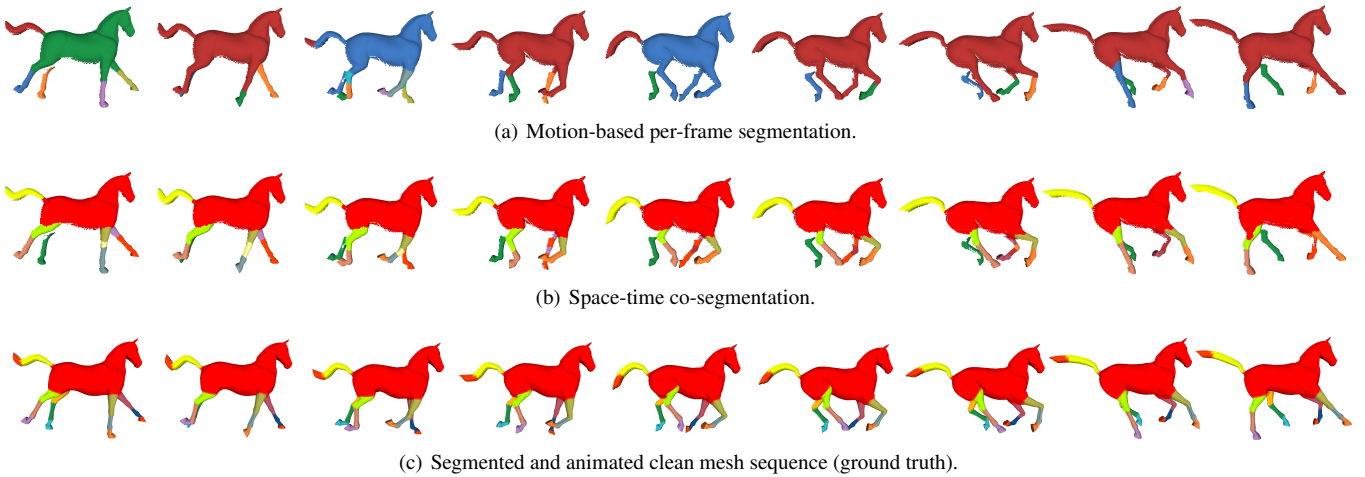 (a) Motion-based per-frame segmentation.
(b) Space-time co-segmentation.
(c) Segmented and animated clean mesh sequence (ground truth).